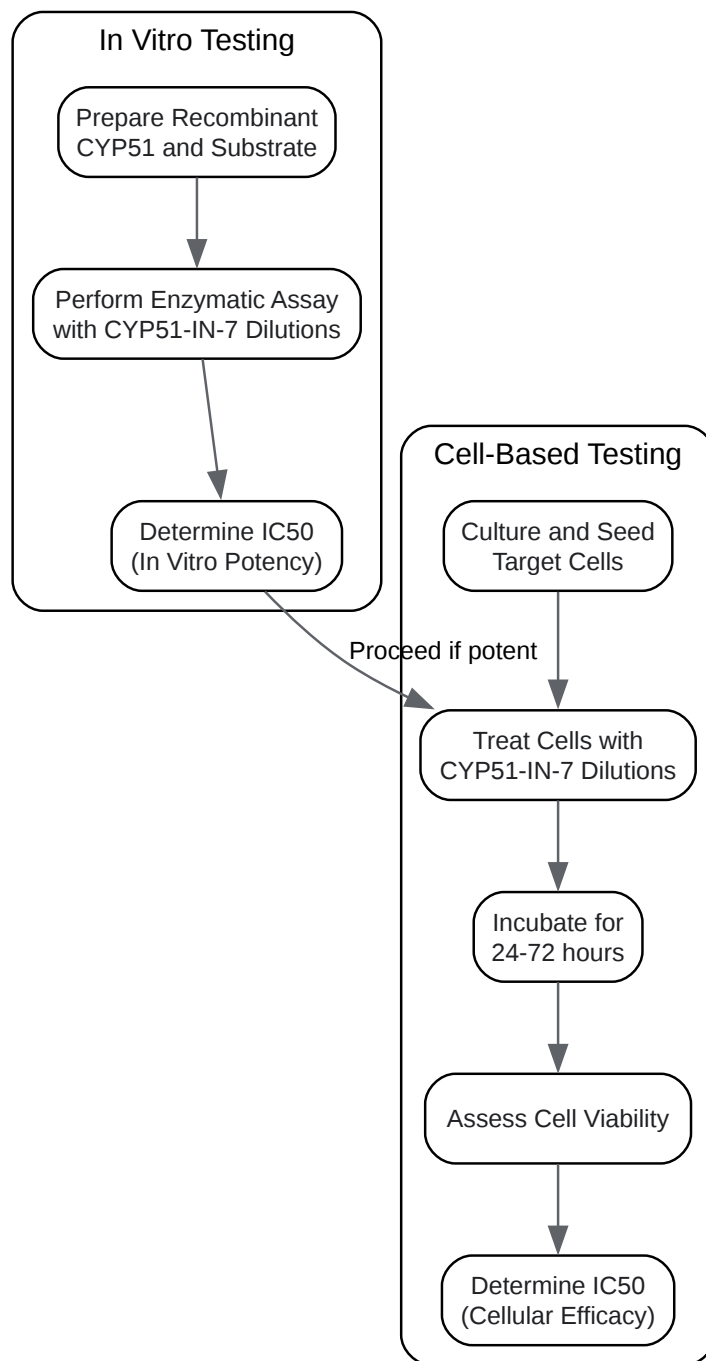 In Vitro Testing
Prepare Recombinant
CYP51 and Substrate
Perform Enzymatic Assay
with CYP51-IN-7 Dilutions
Determine IC50
(In Vitro Potency)
Proceed if potent
Cell-Based Testing
Culture and Seed
Target Cells
Treat Cells with
CYP51-IN-7 Dilutions
Incubate for
24-72 hours
Assess Cell Viability
Determine IC50
(Cellular Efficacy)